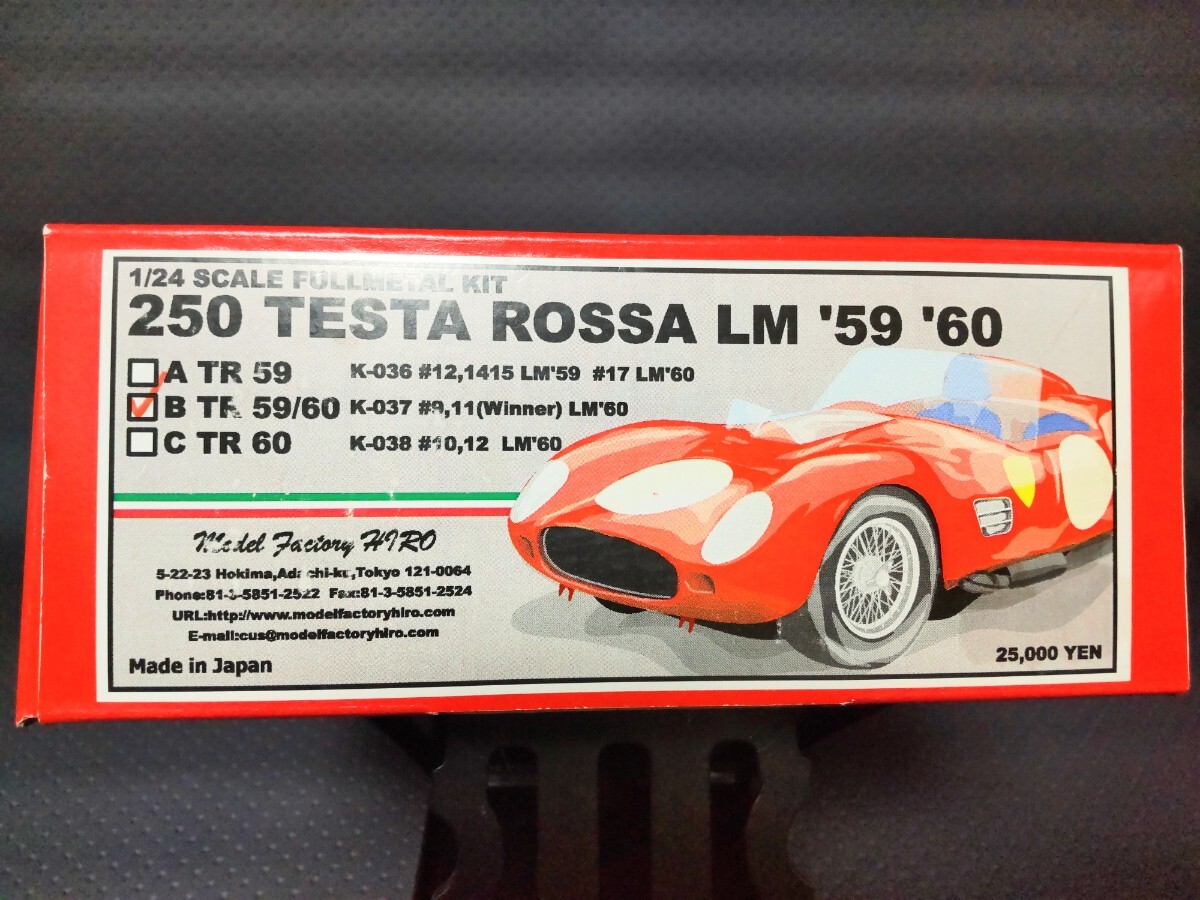 1/24 SCALE FULLMETAL KIT
250 TESTA ROSSA LM '59 '60
A TR 59 K-036 #12,1415 LM'59 #17 LM'60
B TR 59/60 K-037 #9,11(Winner) LM'60
C TR 60 K-038 #10,12 LM'60
Model Factory HIRO
5-22-23 Hokima,Adachi-ku,Tokyo 121-0064
Phone:81-3-5851-2522 Fax:81-3-5851-2524
URL:http://www.modelfactoryhiro.com
E-mail:cus@modelfactoryhiro.com
Made in Japan
25,000 YEN